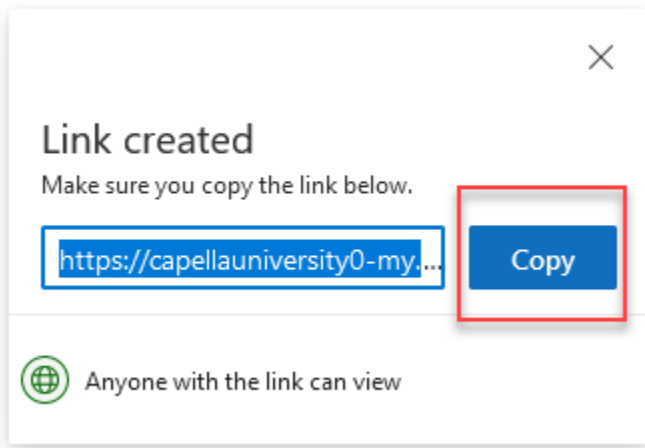 Link created
Make sure you copy the link below.
https://capellauniversity0-my....
Copy
Anyone with the link can view